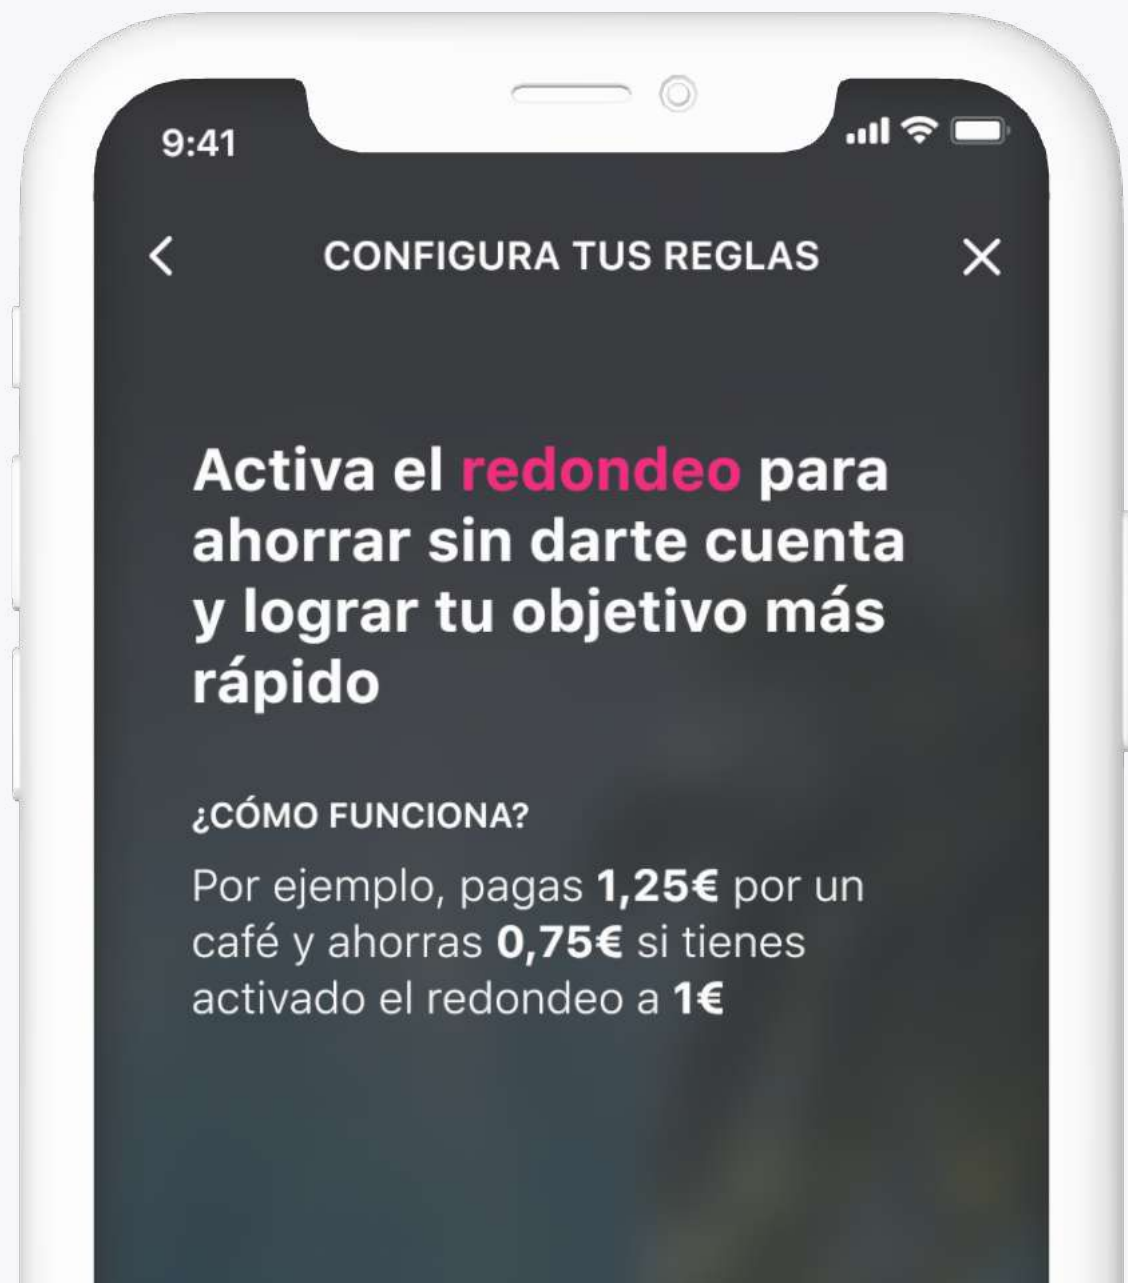 9:41
CONFIGURA TUS REGLAS
Activa el redondeo para
ahorrar sin darte cuenta
y lograr tu objetivo más
rápido
¿CÓMO FUNCIONA?
Por ejemplo, pagas 1,25€ por un
café y ahorras 0,75€ si tienes
activado el redondeo a 1€